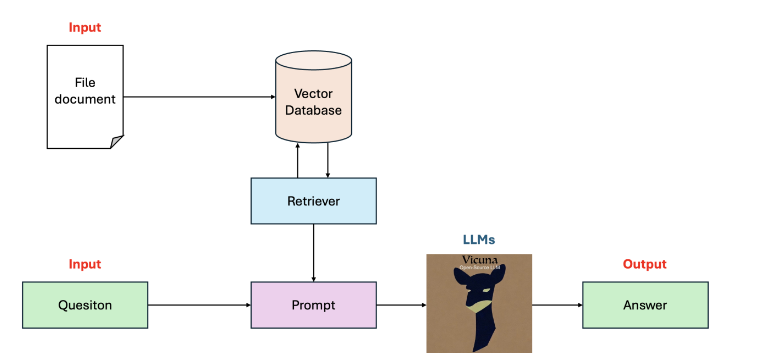 Input
File
document
Vector
Database
Retriever
LLMs
Input
Vicuna
Open-Source LLM
Output
Quesiton
Prompt
Answer